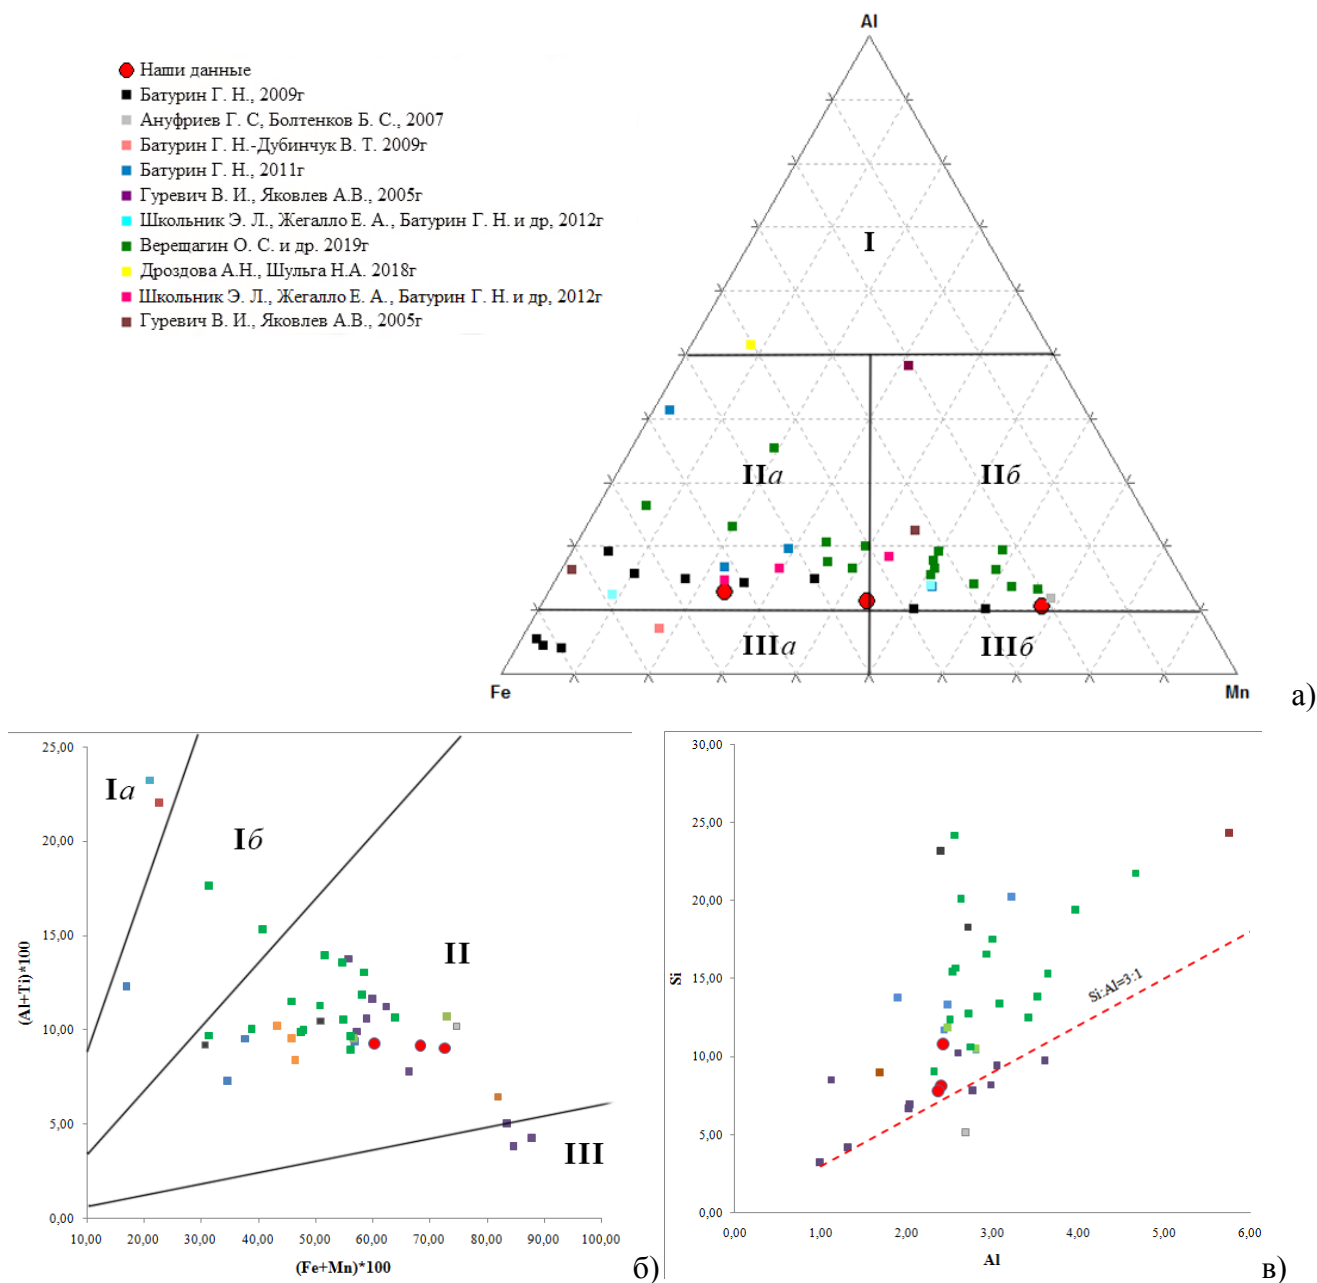 Al
Наши данные
Батурин Г. Н., 2009г
Ануфриев Г. С, Болтенков Б. С., 2007
Батурин Г. Н.-Дубинчук В. Т. 2009г
Батурин Г. Н., 2011г
Гуревич В. И., Яковлев А.В., 2005г
Школьник Э. Л., Жегалло Е. А., Батурин Г. Н. и др, 2012г
Верещагин О. С. и др. 2019г
Дроздова А.Н., Шульга Н.А. 2018г
Школьник Э. Л., Жегалло Е. А., Батурин Г. Н. и др, 2012г
Гуревич В. И., Яковлев А.В., 2005г
I
IIа IIб
IIIа IIIб
Fe Mn
а)
25,00
20,00
15,00
10,00
5,00
0,00
(Al+Ti)*100
Iа
Iб
II
III
10,00 20,00 30,00 40,00 50,00 60,00 70,00 80,00 90,00 100,00
(Fe+Mn)*100
б)
30,00
25,00
20,00
15,00
10,00
5,00
0,00
Si
Si:Al=3:1
0,00 1,00 2,00 3,00 4,00 5,00 6,00
Al
в)